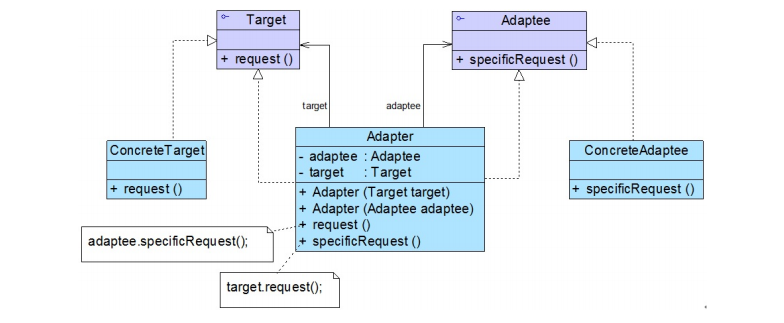 Target
+ request ()
Adaptee
+ specificRequest ()
target
adaptee
ConcreteTarget
+ request ()
Adapter
- adaptee : Adaptee
- target : Target
+ Adapter (Target target)
+ Adapter (Adaptee adaptee)
+ request ()
+ specificRequest ()
ConcreteAdaptee
+ specificRequest ()
adaptee.specificRequest();
target.request();